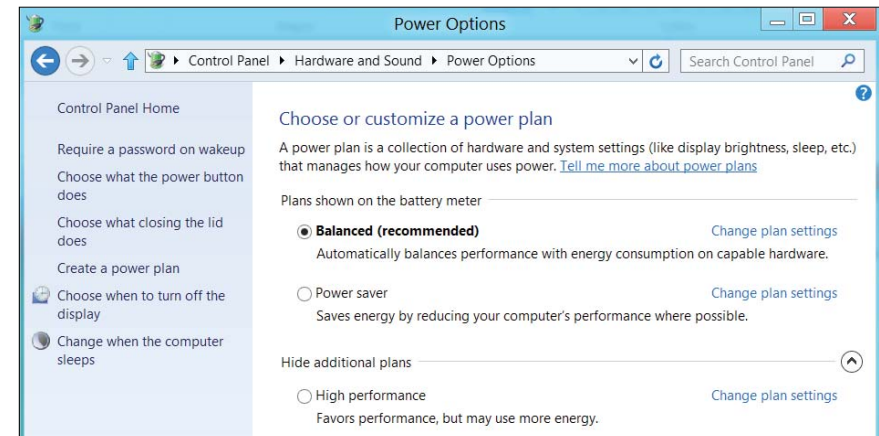 Power Options
Control Panel Hardware and Sound Power Options
Search Control Panel
Control Panel Home
Require a password on wakeup
Choose what the power button
does
Choose what closing the lid
does
Create a power plan
Choose when to turn off the
display
Change when the computer
sleeps
Choose or customize a power plan
A power plan is a collection of hardware and system settings (like display brightness, sleep, etc.)
that manages how your computer uses power. Tell me more about power plans
Plans shown on the battery meter
Balanced (recommended) Change plan settings
Automatically balances performance with energy consumption on capable hardware.
Power saver Change plan settings
Saves energy by reducing your computer's performance where possible.
Hide additional plans
High performance Change plan settings
Favors performance, but may use more energy.